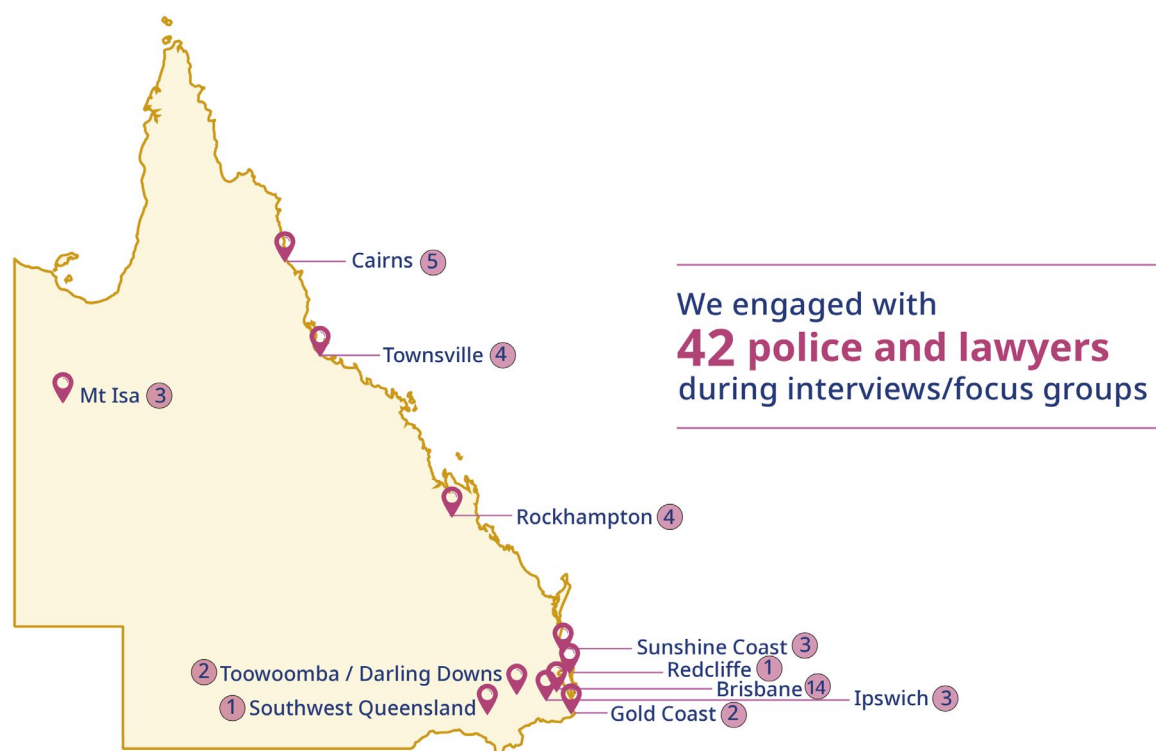 Cairns 5
We engaged with
42 police and lawyers
during interviews/focus groups
Townsville 4
Mt Isa 3
Rockhampton 4
Sunshine Coast 3
2 Toowoomba / Darling Downs
Redcliffe 1
Brisbane 14
Ipswich 3
1 Southwest Queensland
Gold Coast 2